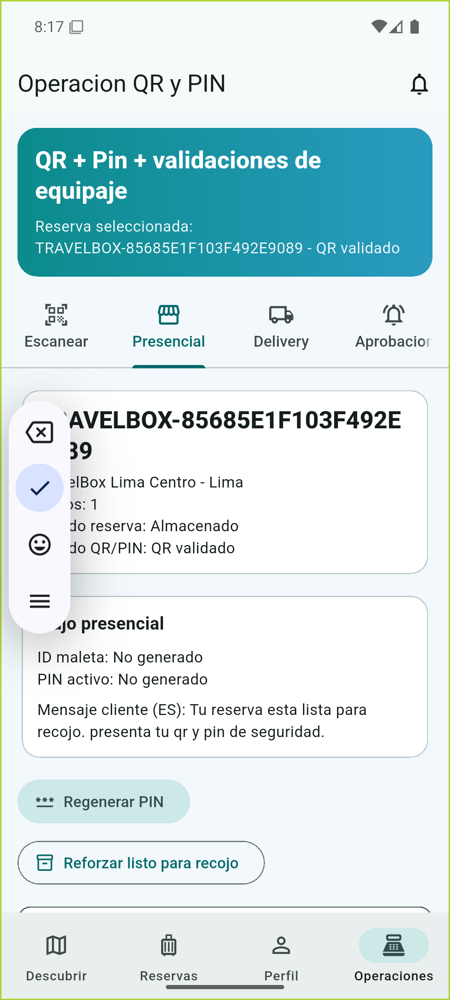 8:17
Operacion QR y PIN
QR + Pin + validaciones de
equipaje
Reserva seleccionada:
TRAVELBOX-85685E1F103F492E9089 - QR validado
Escanear
Presencial
Delivery
Aprobacion
AVELBOX-85685E1F103F492E
89
elBox Lima Centro - Lima
os: 1
do reserva: Almacenado
do QR/PIN: QR validado
ujo presencial
ID maleta: No generado
PIN activo: No generado
Mensaje cliente (ES): Tu reserva esta lista para
recojo. presenta tu qr y pin de seguridad.
*** Regenerar PIN
Reforzar listo para recojo
Descubrir
Reservas
Perfil
Operaciones